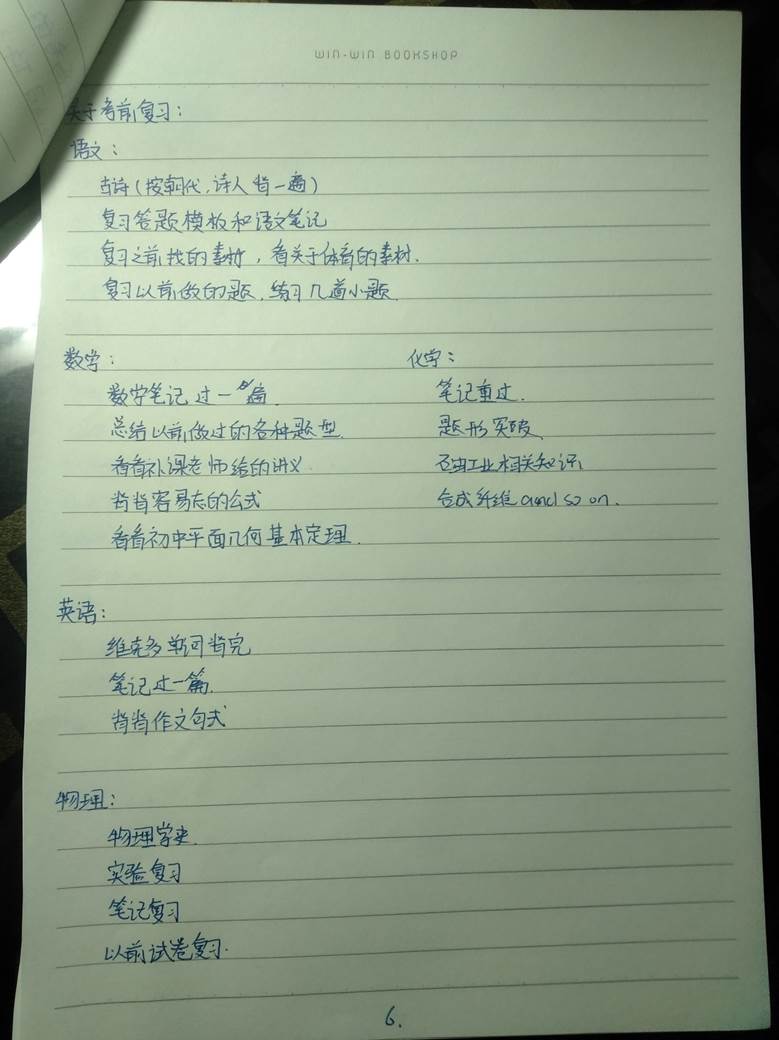 WIN-WIN BOOKSHOP
关于考前复习：
语文：
古诗（按朝代，诗人背一遍）
复习答题模板和语文笔记
复习之前找的素材，看关于体育的素材.
复习以前做的题，练习几道小题.
数学：
数学笔记过一遍.
总结以前做过的各种题型.
看看补课老师给的讲义.
背背容易忘的公式
看看初中平面几何基本定理.
化学：
笔记重过.
题形突破.
石油工业相关知识
合成纤维 and so on.
英语：
维克多单词背完
笔记过一篇.
背背作文句式
物理：
物理学史.
实验复习
笔记复习
以前试卷复习.
6.